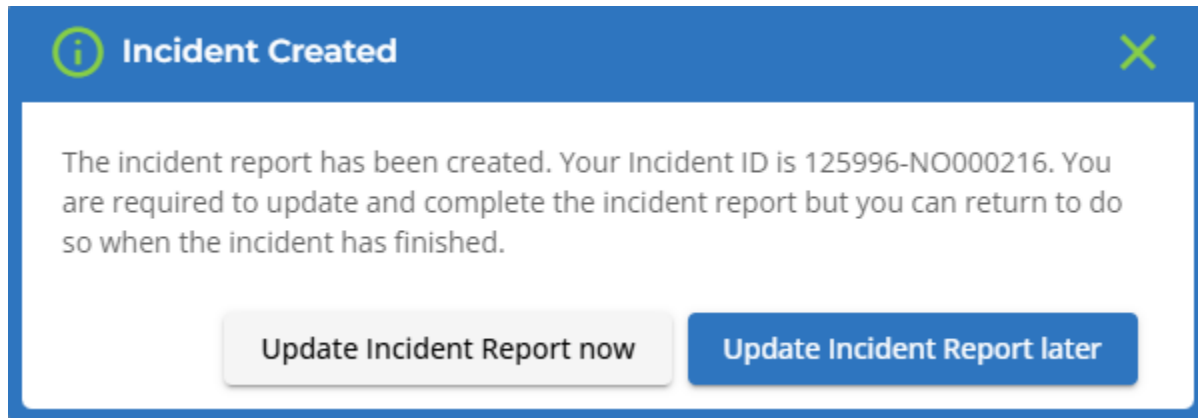 Incident Created
The incident report has been created. Your Incident ID is 125996-NO000216. You
are required to update and complete the incident report but you can return to do
so when the incident has finished.
Update Incident Report now
Update Incident Report later